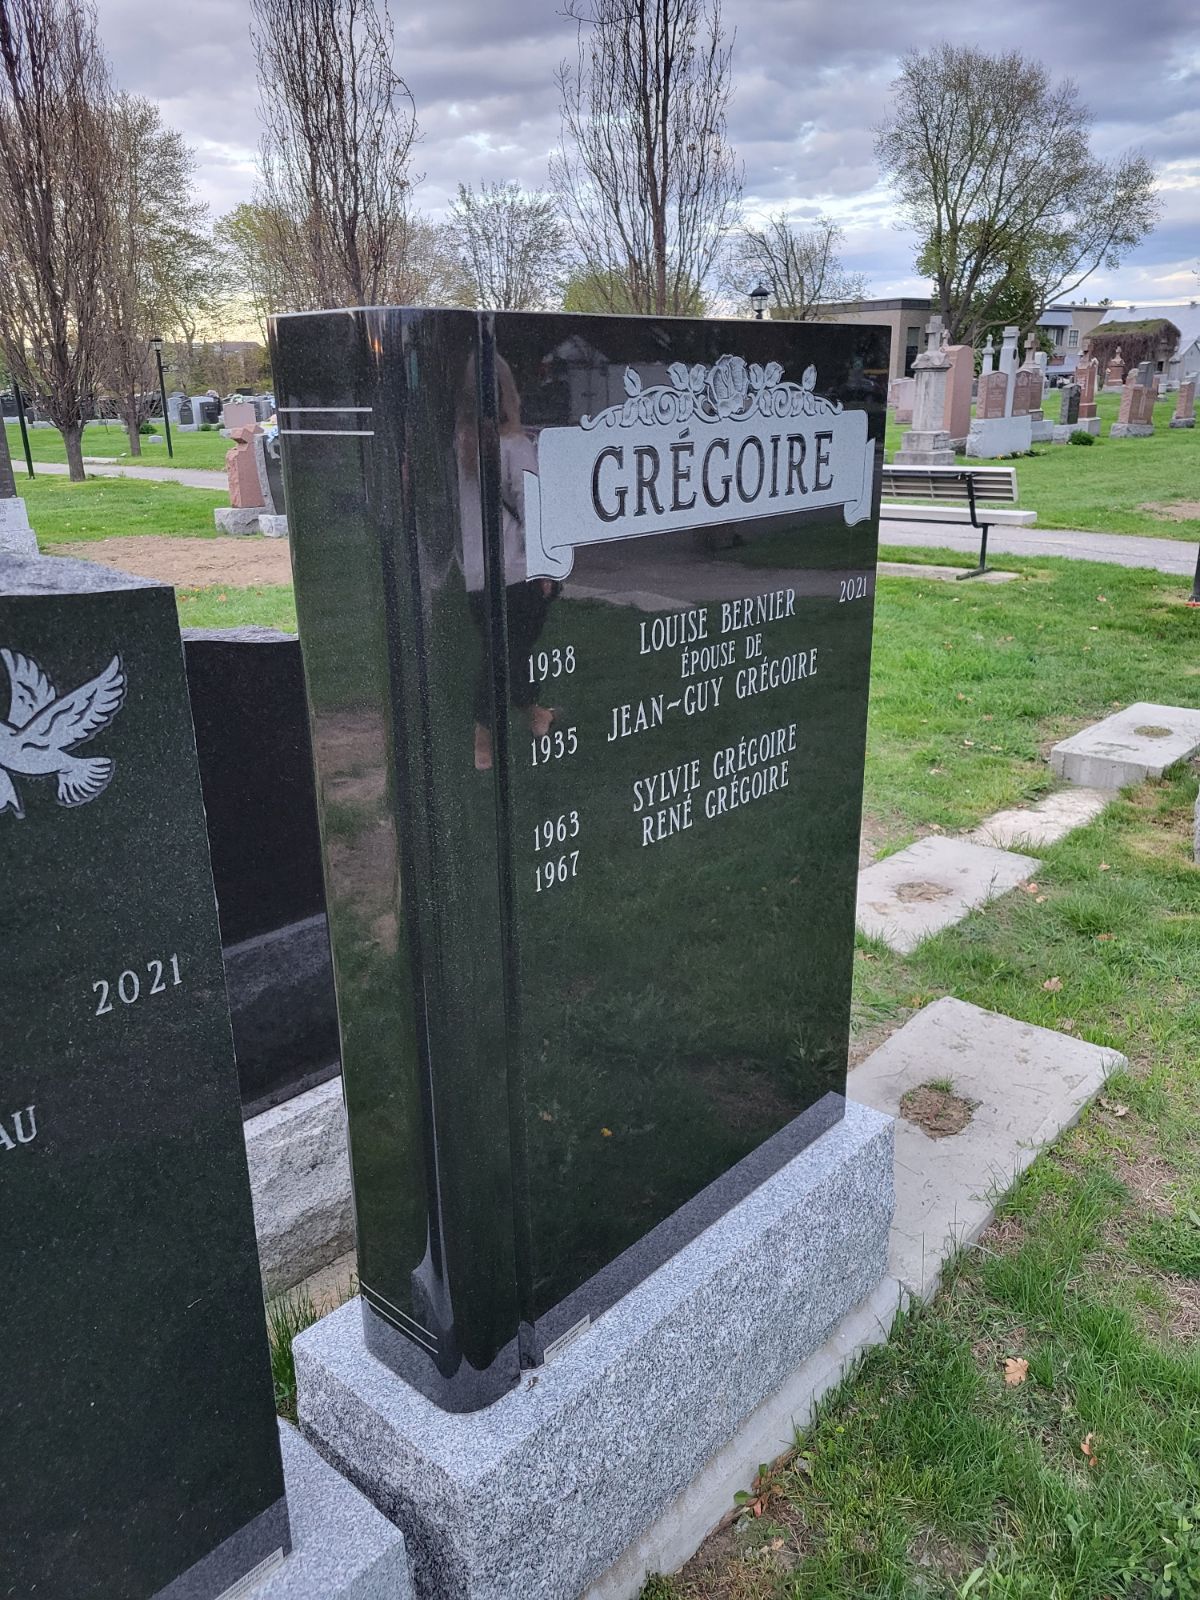 GRÉGOIRE
1938 LOUISE BERNIER 2021
ÉPOUSE DE
1935 JEAN~GUY GRÉGOIRE
1963 SYLVIE GRÉGOIRE
1967 RENÉ GRÉGOIRE
2021
AU